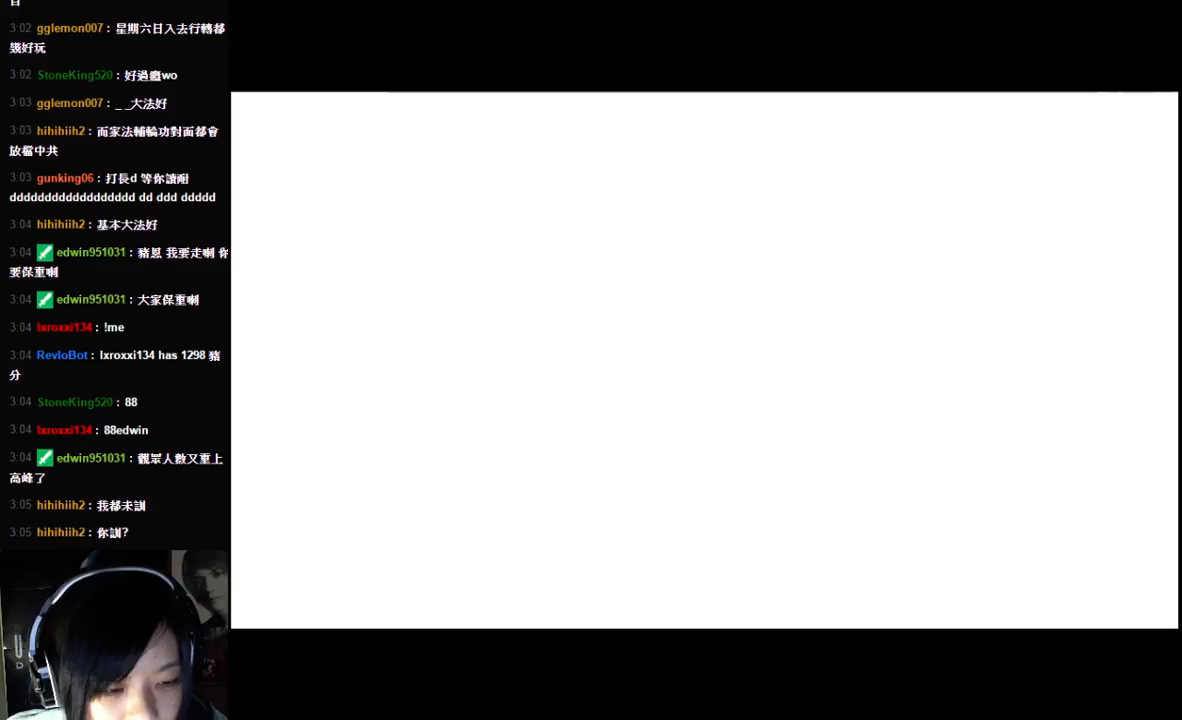 3:02 gglemon007 : 星期六日入去行轉都
幾好玩
3:02 StoneKing520 : 好過癮wo
3:03 gglemon007 : _ _大法好
3:03 hihihiih2 : 而家法輔輪功對面都會
放檔中共
3:03 gunking06 : 打長d 等你讀耐
dddddddddddddddddd dd ddd ddddd
3:04 hihihiih2 : 基本大法好
3:04 edwin951031 : 豬恩 我要走喇 你
要保重喇
3:04 edwin951031 : 大家保重喇
3:04 lxroxxi134 : !me
3:04 RevloBot : lxroxxi134 has 1298 豬
分
3:04 StoneKing520 : 88
3:04 lxroxxi134 : 88edwin
3:04 edwin951031 : 觀眾人數又重上
高峰了
3:05 hihihiih2 : 我都未訓
3:05 hihihiih2 : 你訓?